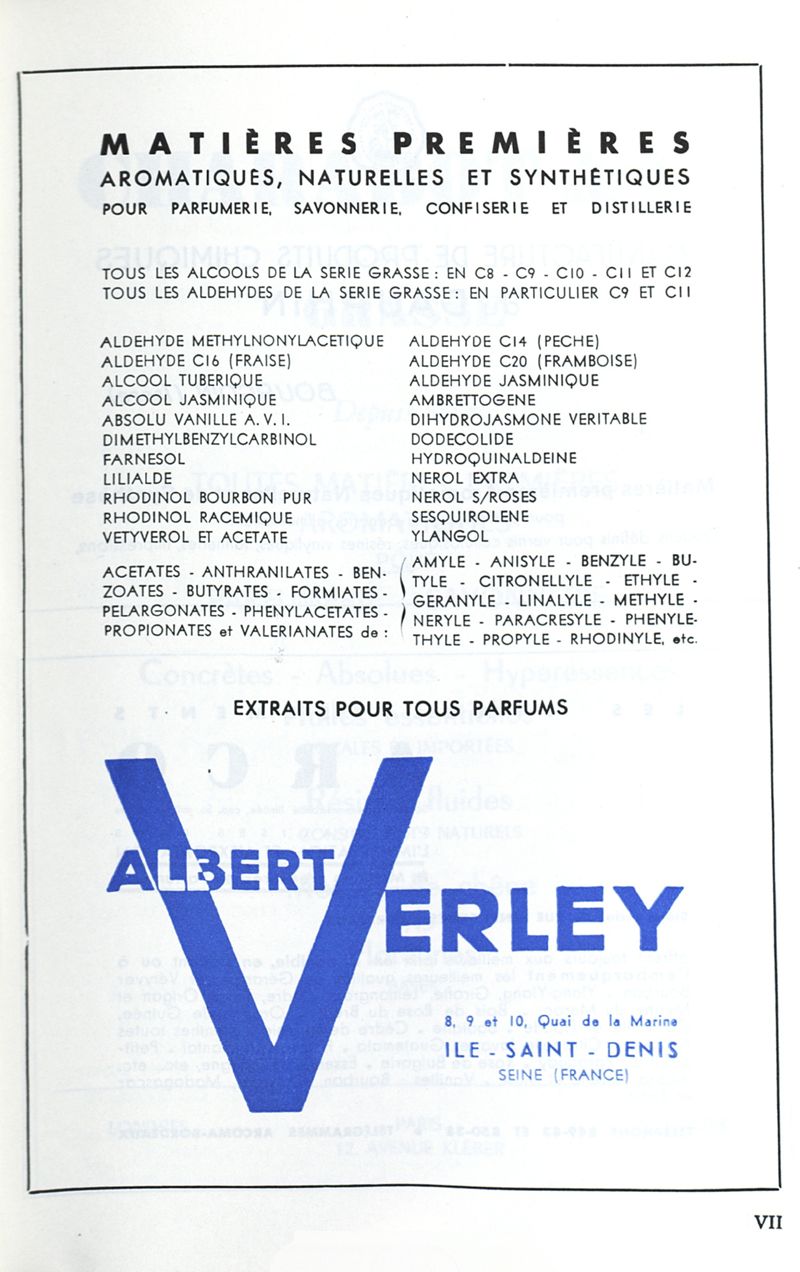 MATIÈRES PREMIÈRES
AROMATIQUES, NATURELLES ET SYNTHÉTIQUES
POUR PARFUMERIE, SAVONNERIE, CONFISERIE ET DISTILLERIE
TOUS LES ALCOOLS DE LA SERIE GRASSE : EN C8 - C9 - C10 - C11 ET C12
TOUS LES ALDEHYDES DE LA SERIE GRASSE : EN PARTICULIER C9 ET C11
ALDEHYDE METHYLNONYLACETIQUE
ALDEHYDE C16 (FRAISE)
ALCOOL TUBERIQUE
ALCOOL JASMINIQUE
ABSOLU VANILLE A. V. I.
DIMETHYLBENZYLCARBINOL
FARNESOL
LILIALDE
RHODINOL BOURBON PUR
RHODINOL RACEMIQUE
VETYVEROL ET ACETATE
ALDEHYDE C14 (PECHE)
ALDEHYDE C20 (FRAMBOISE)
ALDEHYDE JASMINIQUE
AMBRETTOGENE
DIHYDROJASMONE VERITABLE
DODECOLIDE
HYDROQUINALDEINE
NEROL EXTRA
NEROL S/ROSES
SESQUIROLENE
YLANGOL
ACETATES - ANTHRANILATES - BEN-
ZOATES - BUTYRATES - FORMIATES -
PELARGONATES - PHENYLACETATES -
PROPIONATES et VALERIANATES de :
AMYLE - ANISYLE - BENZYLE - BU-
TYLE - CITRONELLYLE - ETHYLE -
GERANYLE - LINALYLE - METHYLE -
NERYLE - PARACRESYLE - PHENYLE-
THYLE - PROPYLE - RHODINYLE, etc.
EXTRAITS POUR TOUS PARFUMS
ALBERT
VERLEY
8, 9 et 10, Quai de la Marine
ILE - SAINT - DENIS
SEINE (FRANCE)
VII